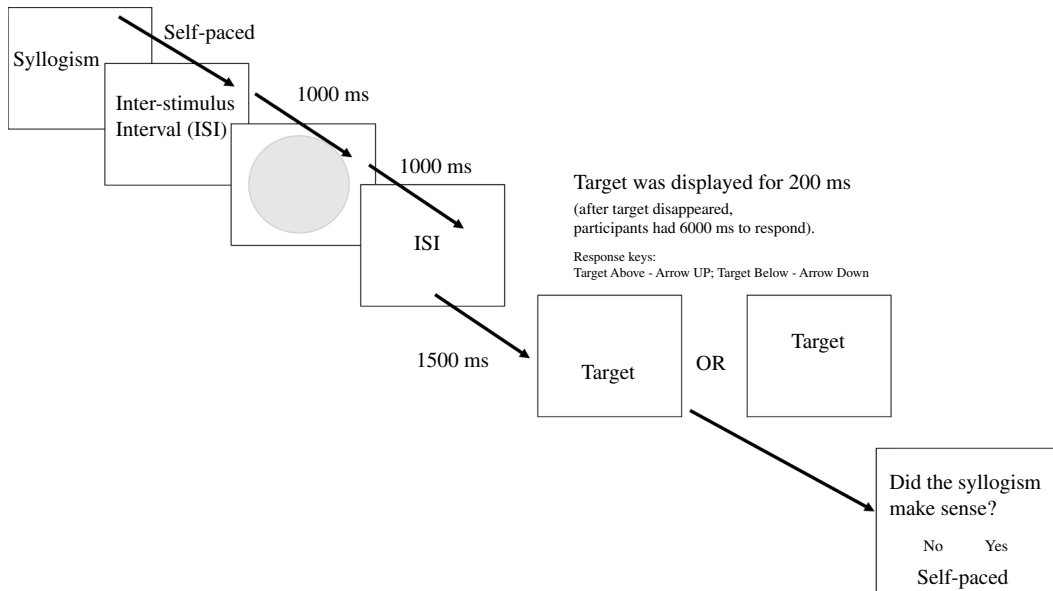 Syllogism
Self-paced
Inter-stimulus
Interval (ISI)
1000 ms
1000 ms
ISI
1500 ms
Target was displayed for 200 ms
(after target disappeared,
participants had 6000 ms to respond).
Response keys:
Target Above - Arrow UP; Target Below - Arrow Down
Target
OR
Target
Did the syllogism
make sense?
No Yes
Self-paced